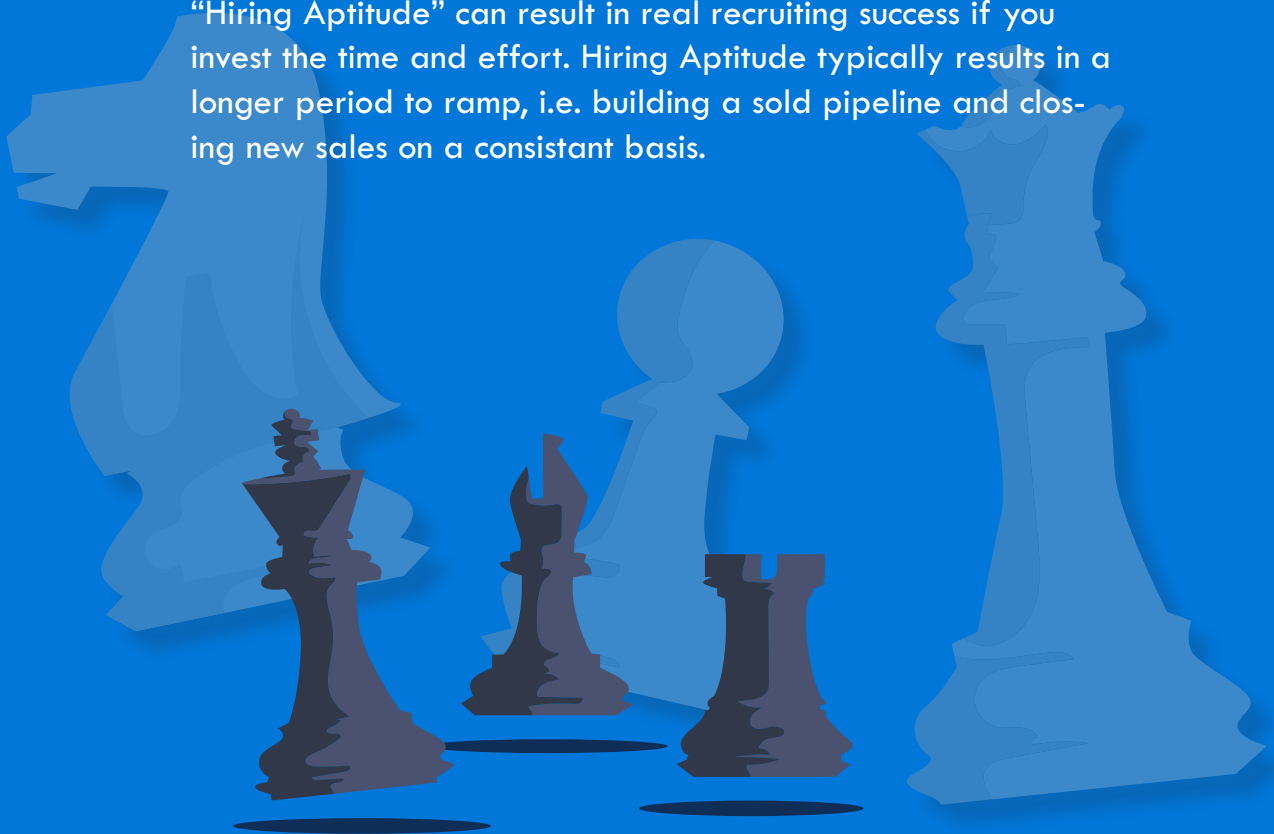 “Hiring Aptitude” can result in real recruiting success if you
invest the time and effort. Hiring Aptitude typically results in a
longer period to ramp, i.e. building a sold pipeline and clos-
ing new sales on a consistant basis.